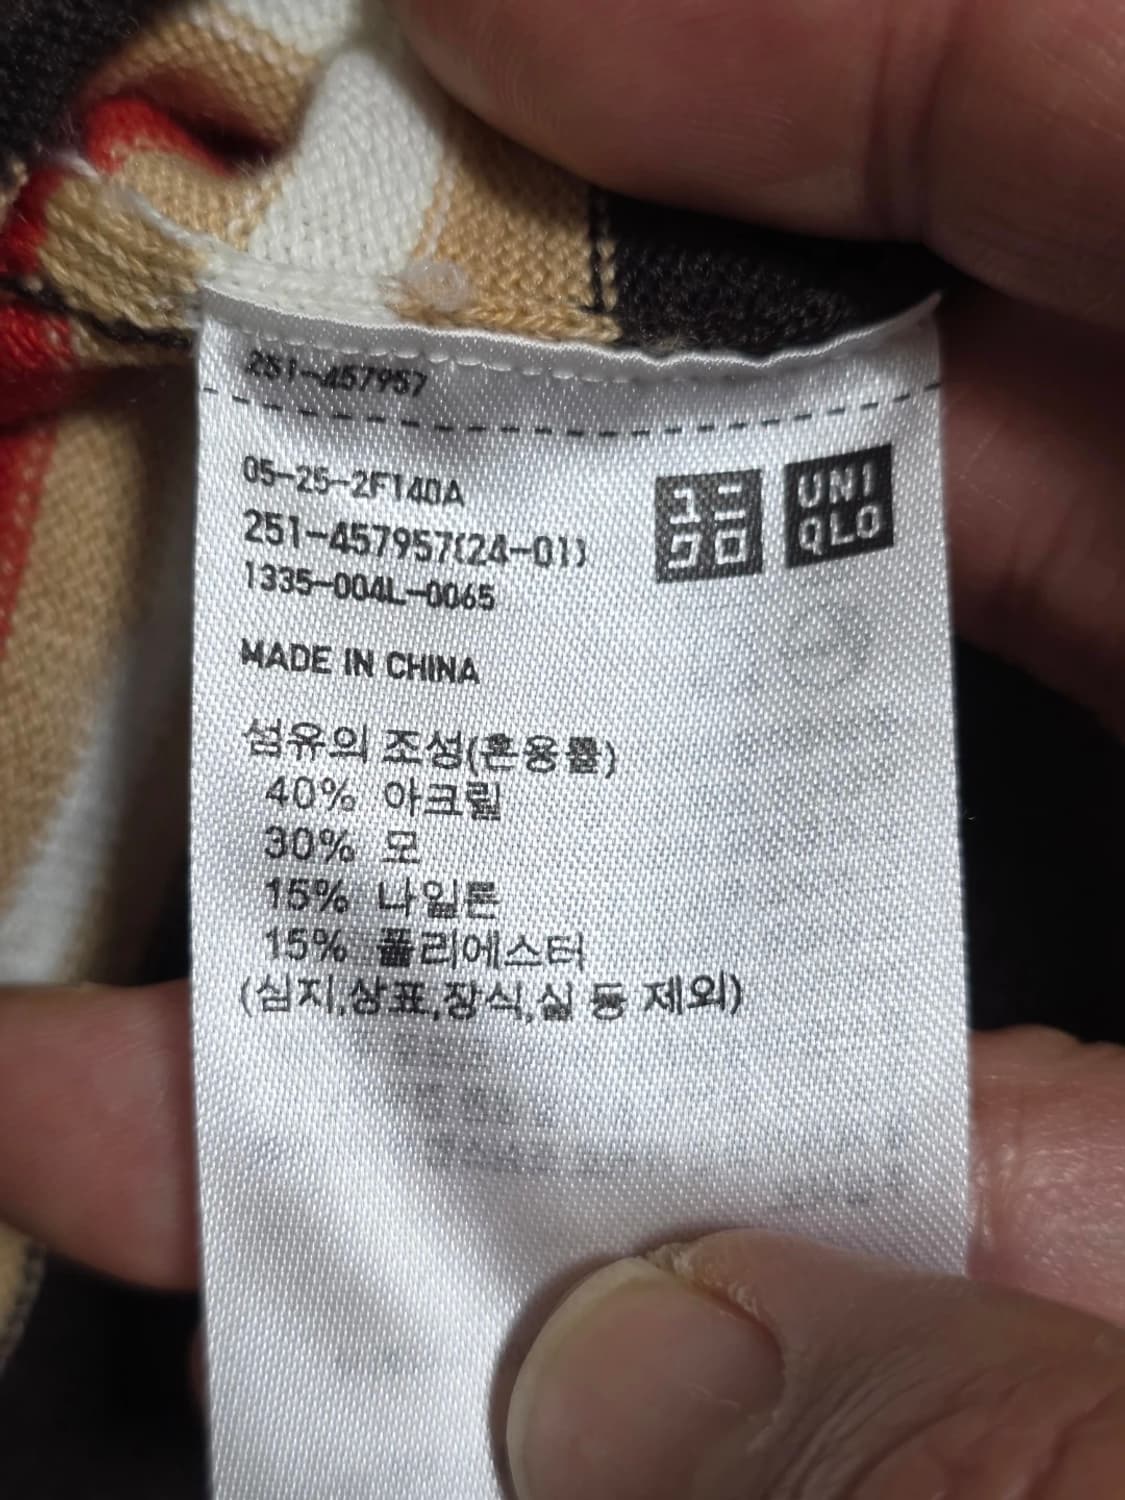 251-457957
05-25-2F140A
251-457957(24-01)
1335-004L-0065
ユニ
クロ
UNI
QLO
MADE IN CHINA
섬유의 조성(혼용률)
40% 아크릴
30% 모
15% 나일론
15% 폴리에스터
(심지,상표,장식,실 등 제외)